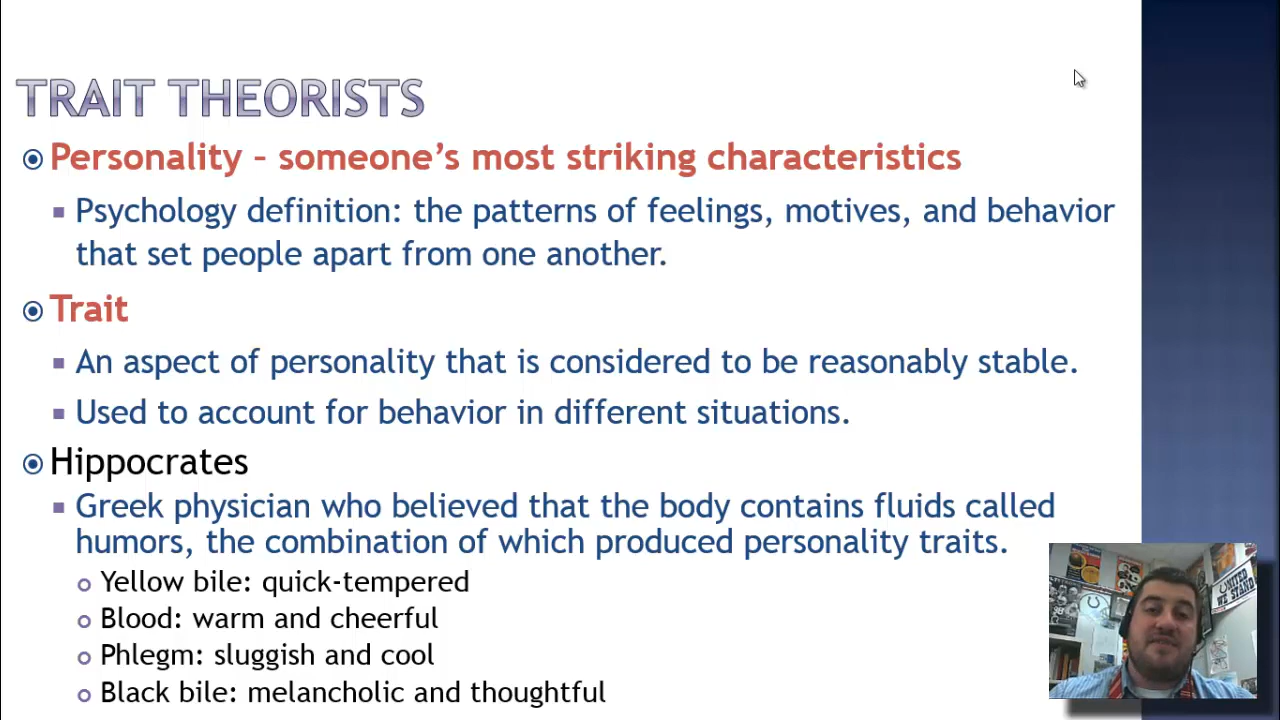 TRAIT THEORISTS
Personality – someone's most striking characteristics
Psychology definition: the patterns of feelings, motives, and behavior
that set people apart from one another.
Trait
An aspect of personality that is considered to be reasonably stable.
Used to account for behavior in different situations.
Hippocrates
Greek physician who believed that the body contains fluids called
humors, the combination of which produced personality traits.
Yellow bile: quick-tempered
Blood: warm and cheerful
Phlegm: sluggish and cool
Black bile: melancholic and thoughtful
UNITED
WE STAND